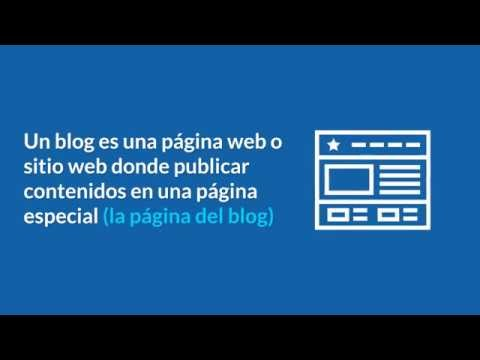 Un blog es una página web o
sitio web donde publicar
contenidos en una página
especial (la página del blog)